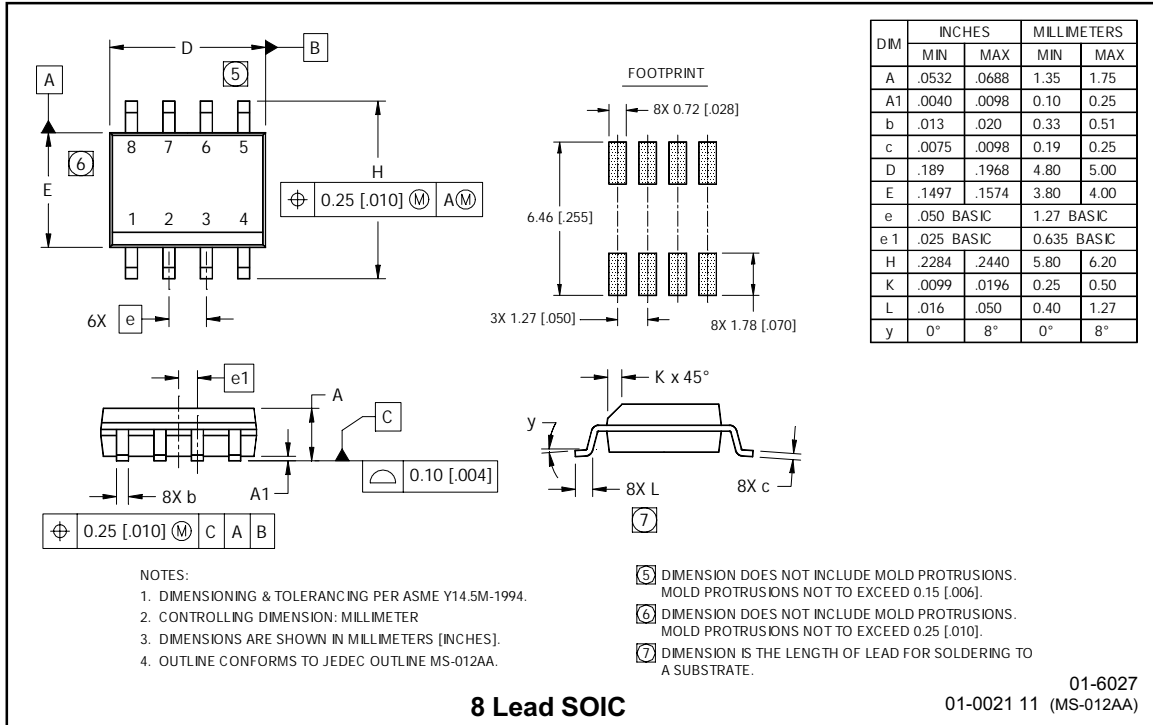 D
B
5
A
8 7 6 5
6
E
H
⌖ 0.25 [.010] Ⓜ AⓂ
1 2 3 4
6X e
FOOTPRINT
8X 0.72 [.028]
6.46 [.255]
3X 1.27 [.050]
8X 1.78 [.070]
DIM INCHES MILLIMETERS
MIN MAX MIN MAX
A .0532 .0688 1.35 1.75
A1 .0040 .0098 0.10 0.25
b .013 .020 0.33 0.51
c .0075 .0098 0.19 0.25
D .189 .1968 4.80 5.00
E .1497 .1574 3.80 4.00
e .050 BASIC 1.27 BASIC
e1 .025 BASIC 0.635 BASIC
H .2284 .2440 5.80 6.20
K .0099 .0196 0.25 0.50
L .016 .050 0.40 1.27
y 0° 8° 0° 8°
e1
A
C
⌓ 0.10 [.004]
8X b
A1
⌖ 0.25 [.010] Ⓜ C A B
K x 45°
y
8X L
7
8X c
NOTES:
1. DIMENSIONING & TOLERANCING PER ASME Y14.5M-1994.
2. CONTROLLING DIMENSION: MILLIMETER
3. DIMENSIONS ARE SHOWN IN MILLIMETERS [INCHES].
4. OUTLINE CONFORMS TO JEDEC OUTLINE MS-012AA.
5 DIMENSION DOES NOT INCLUDE MOLD PROTRUSIONS.
MOLD PROTRUSIONS NOT TO EXCEED 0.15 [.006].
6 DIMENSION DOES NOT INCLUDE MOLD PROTRUSIONS.
MOLD PROTRUSIONS NOT TO EXCEED 0.25 [.010].
7 DIMENSION IS THE LENGTH OF LEAD FOR SOLDERING TO
A SUBSTRATE.
8 Lead SOIC
01-6027
01-0021 11 (MS-012AA)